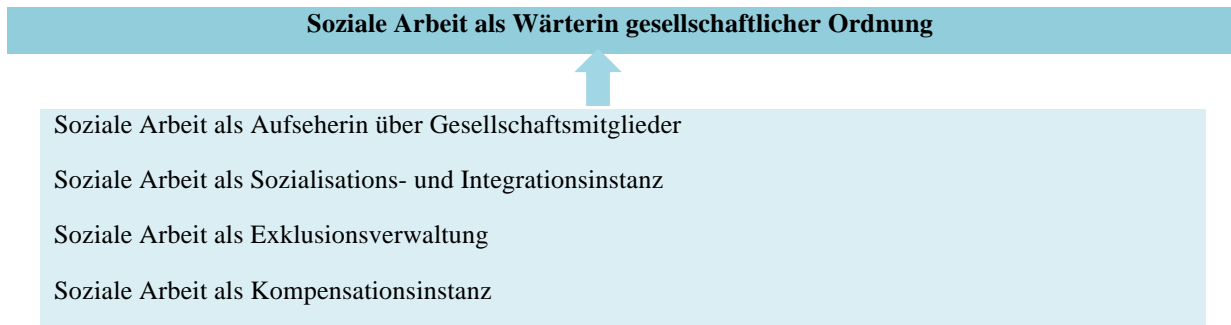 Soziale Arbeit als Wärterin gesellschaftlicher Ordnung
Soziale Arbeit als Aufseherin über Gesellschaftsmitglieder
Soziale Arbeit als Sozialisations- und Integrationsinstanz
Soziale Arbeit als Exklusionsverwaltung
Soziale Arbeit als Kompensationsinstanz